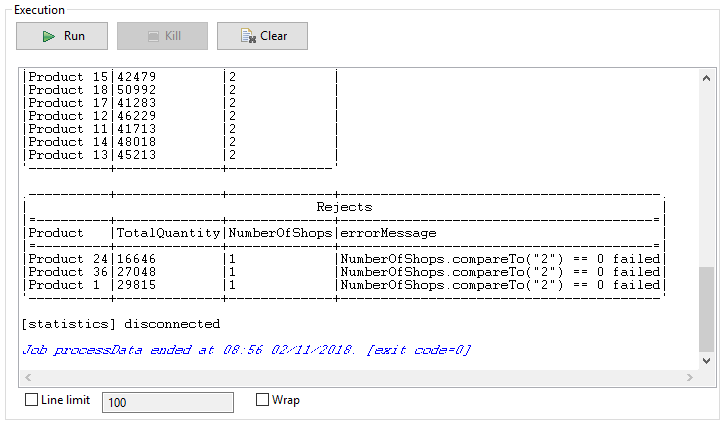 Execution
Run Kill Clear
|Product 15|42479        |2            |
|Product 18|50992        |2            |
|Product 17|41283        |2            |
|Product 12|46229        |2            |
|Product 11|41713        |2            |
|Product 14|48018        |2            |
|Product 13|45213        |2            |
'----------+-------------+-------------'
.----------+-------------+-------------+--------------------------------------.
|                                   Rejects                                   |
|=---------+-------------+-------------+-------------------------------------=|
|Product   |TotalQuantity|NumberOfShops|errorMessage                          |
|=---------+-------------+-------------+-------------------------------------=|
|Product 24|16646        |1            |NumberOfShops.compareTo("2") == 0 failed|
|Product 36|27048        |1            |NumberOfShops.compareTo("2") == 0 failed|
|Product 1 |29815        |1            |NumberOfShops.compareTo("2") == 0 failed|
'----------+-------------+-------------+--------------------------------------'
[statistics] disconnected
Job processData ended at 08:56 02/11/2018. [exit code=0]
Line limit 100 Wrap